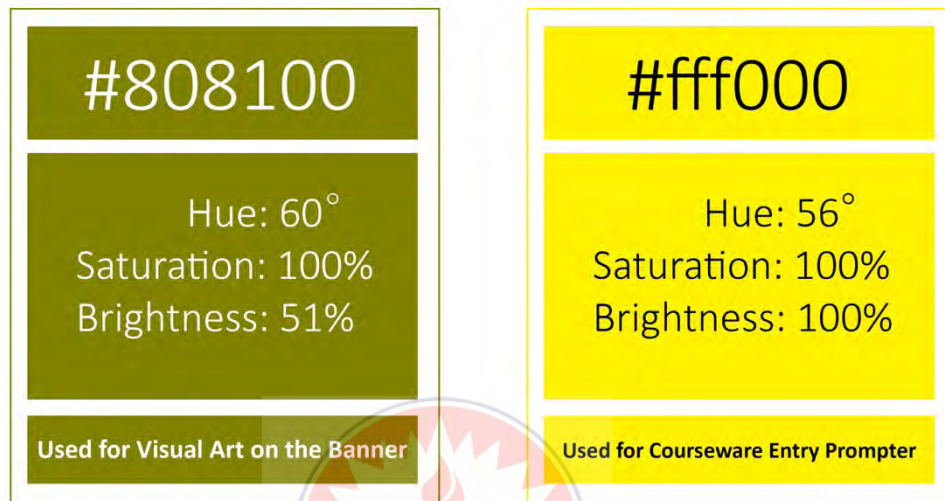 #808100
Hue: 60°
Saturation: 100%
Brightness: 51%
Used for Visual Art on the Banner
#fff000
Hue: 56°
Saturation: 100%
Brightness: 100%
Used for Courseware Entry Prompter